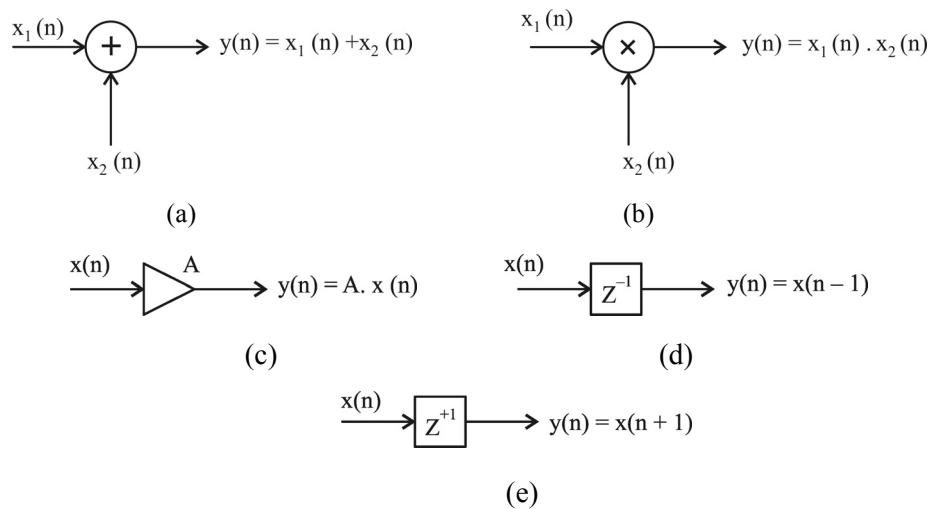 x₁(n) + y(n) = x₁(n) +x₂(n)
x₂(n)
(a)
x₁(n) × y(n) = x₁(n) . x₂(n)
x₂(n)
(b)
x(n) A y(n) = A. x (n)
(c)
x(n) Z⁻¹ y(n) = x(n – 1)
(d)
x(n) Z⁺¹ y(n) = x(n + 1)
(e)